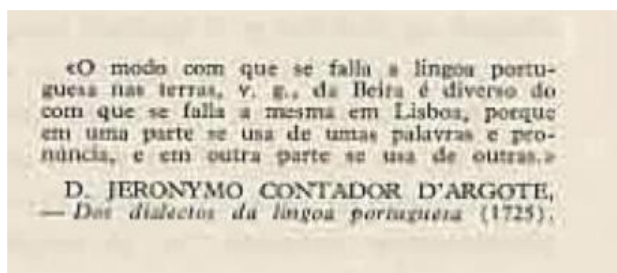 «O modo com que se falla a lingoa portu-
guesa nas terras, v. g., da Beira é diverso do
com que se falla a mesma em Lisboa, porque
em uma parte se usa de umas palavras e pro-
núncia, e em outra parte se usa de outras.»
D. JERONYMO CONTADOR D'ARGOTE,
— Dos dialectos da lingoa portuguesa (1725).